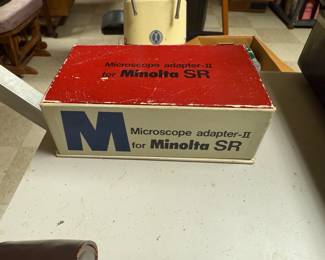 Microscope adapter-II
for Minolta SR
M
Microscope adapter-II
for Minolta SR